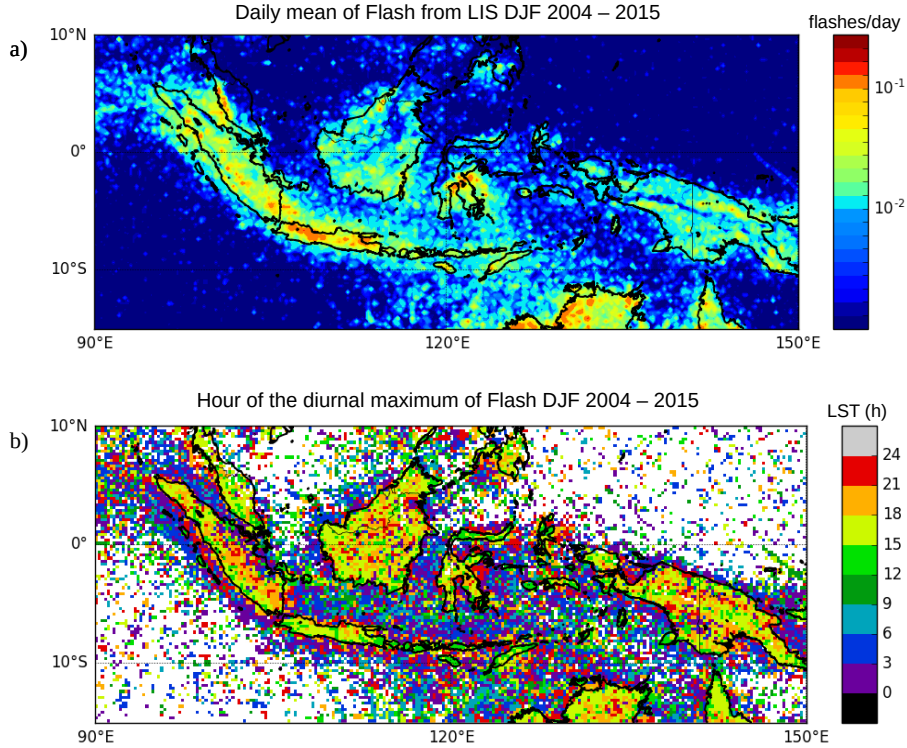 Daily mean of Flash from LIS DJF 2004 – 2015
flashes/day
a)
10°N
0°
10°S
90°E
120°E
150°E
10⁻¹
10⁻²
Hour of the diurnal maximum of Flash DJF 2004 – 2015
LST (h)
b)
10°N
0°
10°S
90°E
120°E
150°E
24
21
18
15
12
9
6
3
0